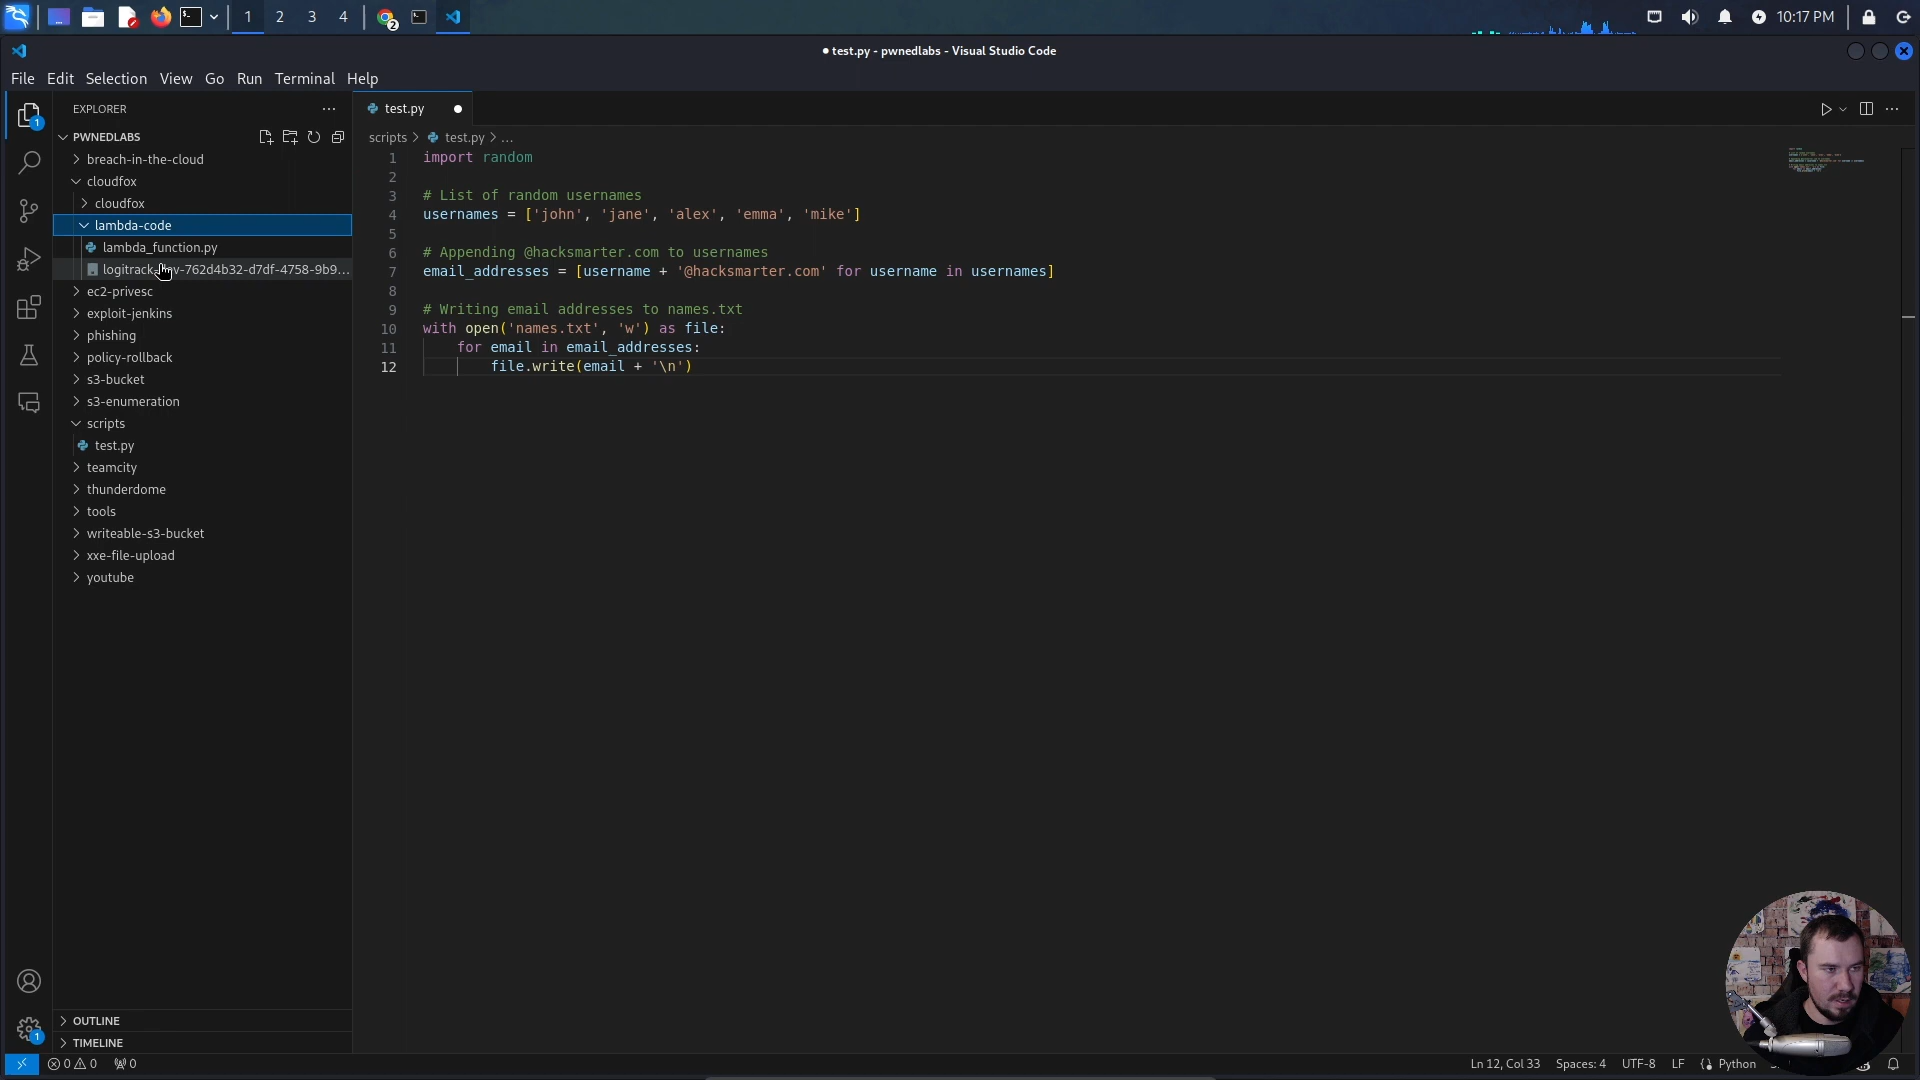 1 2 3 4 2 10:17 PM
● test.py - pwnedlabs - Visual Studio Code
File Edit Selection View Go Run Terminal Help
EXPLORER ...
PWNEDLABS
breach-in-the-cloud
cloudfox
cloudfox
lambda-code
lambda_function.py
ec2-privesc
exploit-jenkins
phishing
policy-rollback
s3-bucket
s3-enumeration
scripts
test.py
teamcity
thunderdome
tools
writeable-s3-bucket
xxe-file-upload
youtube
OUTLINE
TIMELINE
1
1
test.py ●
scripts > test.py > ...
1 import random
2
3 # List of random usernames
4 usernames = ['john', 'jane', 'alex', 'emma', 'mike']
5
6 # Appending @hacksmarter.com to usernames
7 email_addresses = [username + '@hacksmarter.com' for username in usernames]
8
9 # Writing email addresses to names.txt
10 with open('names.txt', 'w') as file:
11 for email in email_addresses:
12 file.write(email + '\n')
0 0 0
Ln 12, Col 33 Spaces: 4 UTF-8 LF Python